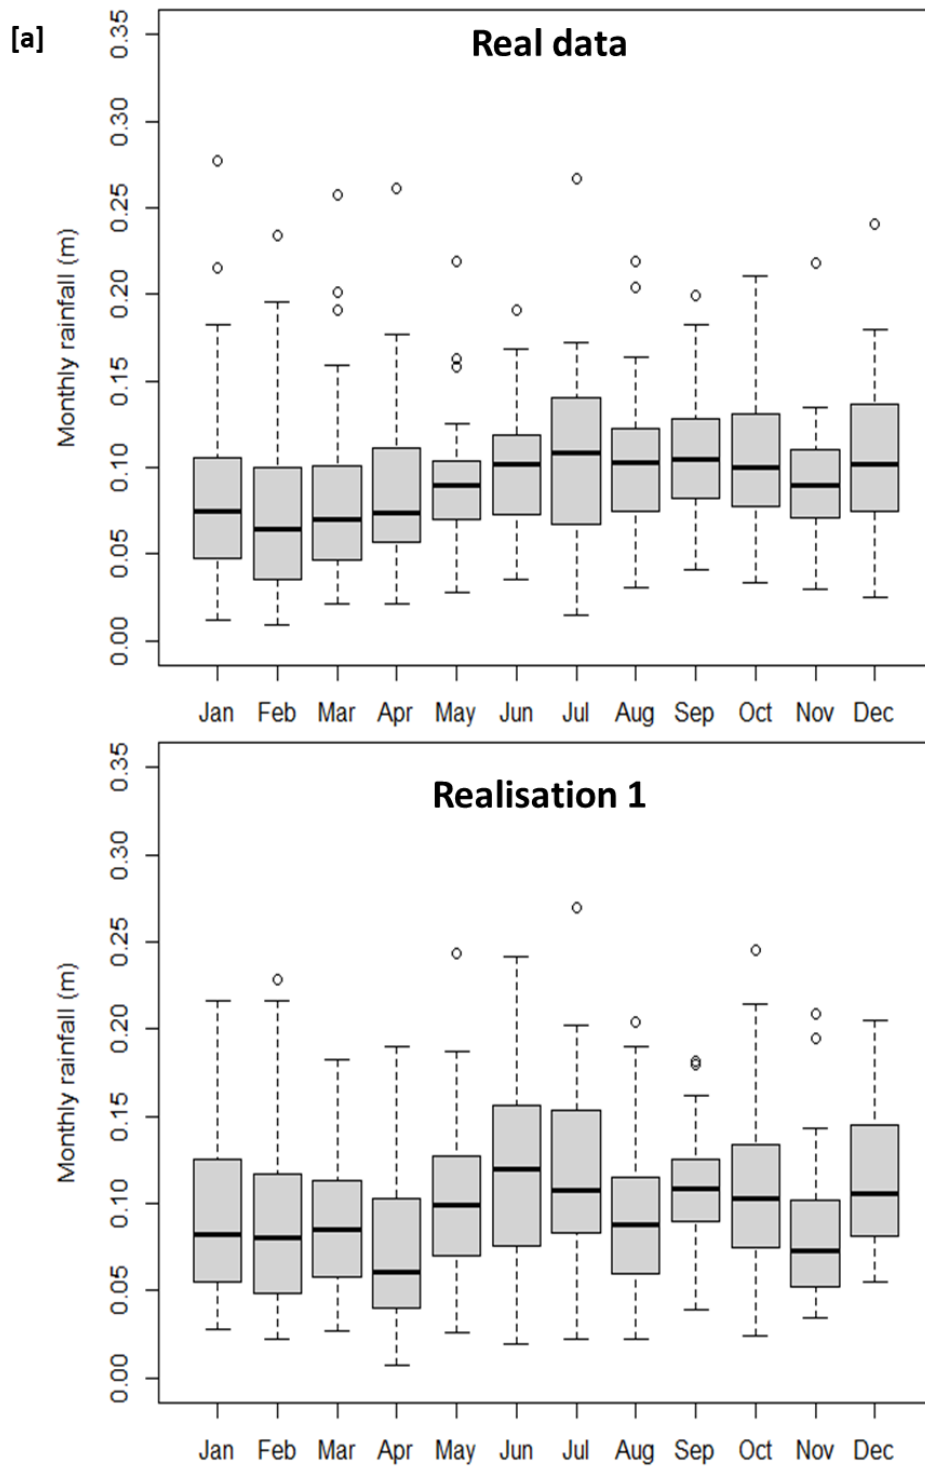 [a]
Real data
Monthly rainfall (m)
0.35
0.30
0.25
0.20
0.15
0.10
0.05
0.00
Jan Feb Mar Apr May Jun Jul Aug Sep Oct Nov Dec
Realisation 1
Monthly rainfall (m)
0.35
0.30
0.25
0.20
0.15
0.10
0.05
0.00
Jan Feb Mar Apr May Jun Jul Aug Sep Oct Nov Dec